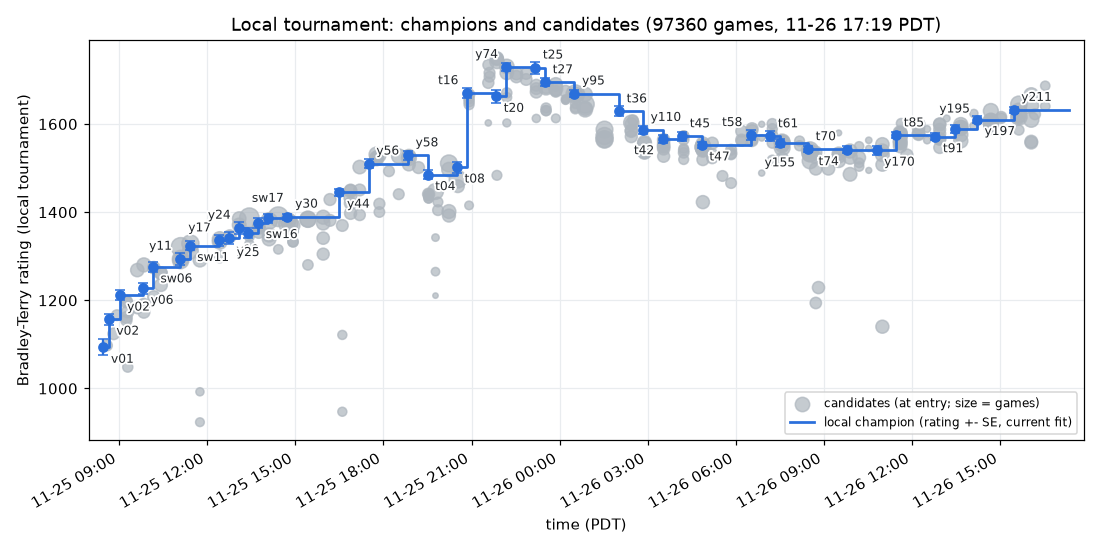 Local tournament: champions and candidates (97360 games, 11-26 17:19 PDT)
Bradley-Terry rating (local tournament)
1600
1400
1200
1000
v01
v02
y02
y06
sw06
y11
sw11
y17
y24
y25
sw17
sw16
y30
y44
y56
y58
t04
t08
t16
t20
y74
t25
t27
y95
t36
t42
y110
t45
t47
t58
t61
y155
t70
t74
y170
t85
t91
y195
y197
y211
candidates (at entry; size = games)
local champion (rating +- SE, current fit)
11-25 09:00
11-25 12:00
11-25 15:00
11-25 18:00
11-25 21:00
11-26 00:00
11-26 03:00
11-26 06:00
11-26 09:00
11-26 12:00
11-26 15:00
time (PDT)